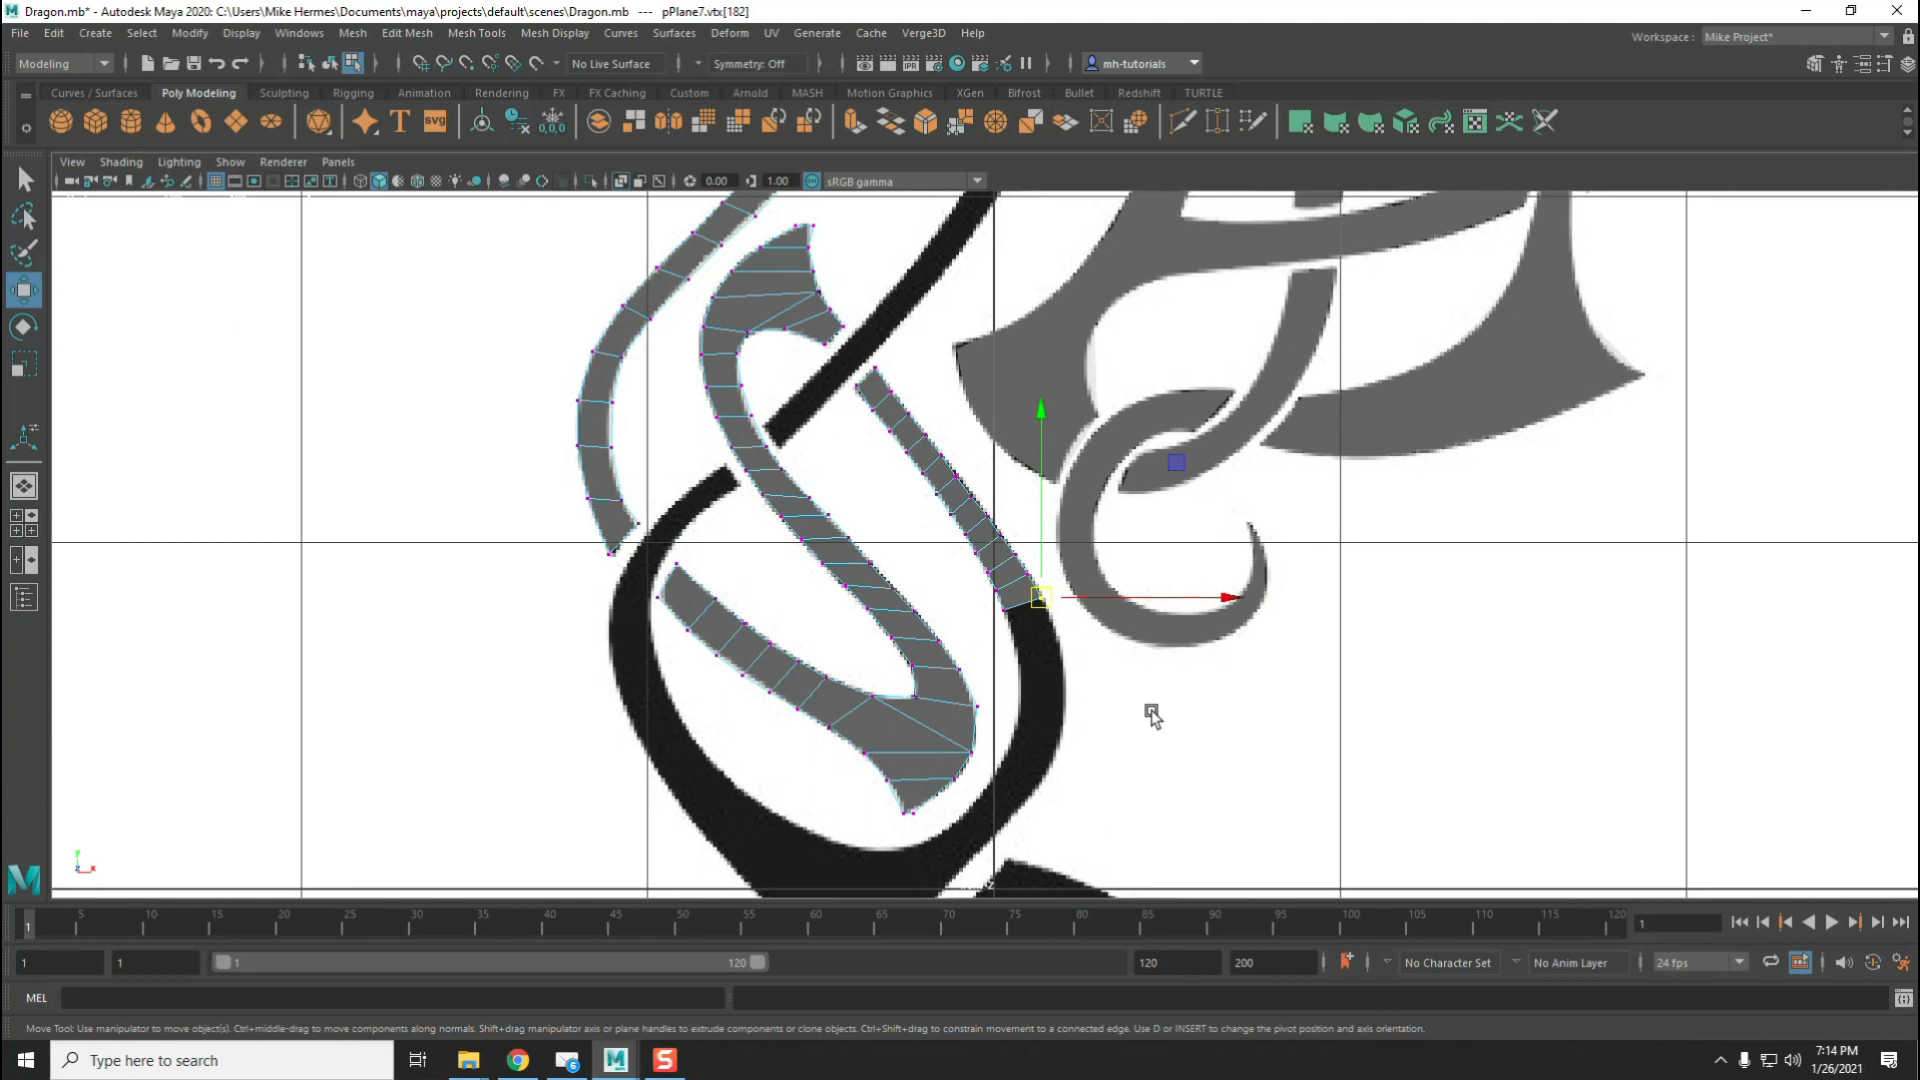 Dragon.mb* - Autodesk Maya 2020: C:\Users\Mike Hermes\Documents\maya\projects\default\scenes\Dragon.mb --- pPlane7.vtx[182]
File Edit Create Select Modify Display Windows Mesh Edit Mesh Mesh Tools Mesh Display Curves Surfaces Deform UV Generate Cache Verge3D Help
Workspace : Mike Project*
Modeling No Live Surface Symmetry: Off mh-tutorials
Curves / Surfaces Poly Modeling Sculpting Rigging Animation Rendering FX FX Caching Custom Arnold MASH Motion Graphics XGen Bifrost Bullet Redshift TURTLE
T SVG 0,0,0
View Shading Lighting Show Renderer Panels
0.00 1.00 sRGB gamma
5 10 15 20 25 30 35 40 45 50 55 60 65 70 75 80 85 90 95 100 105 110 115 120
1 1
1 1 1 120 120 200 No Character Set No Anim Layer 24 fps
MEL
Move Tool: Use manipulator to move object(s). Ctrl+middle-drag to move components along normals. Shift+drag manipulator axis or plane handles to extrude components or clone objects. Ctrl+Shift+drag to constrain movement to a connected edge. Use D or INSERT to change the pivot position and axis orientation.
Type here to search
7:14 PM
1/26/2021